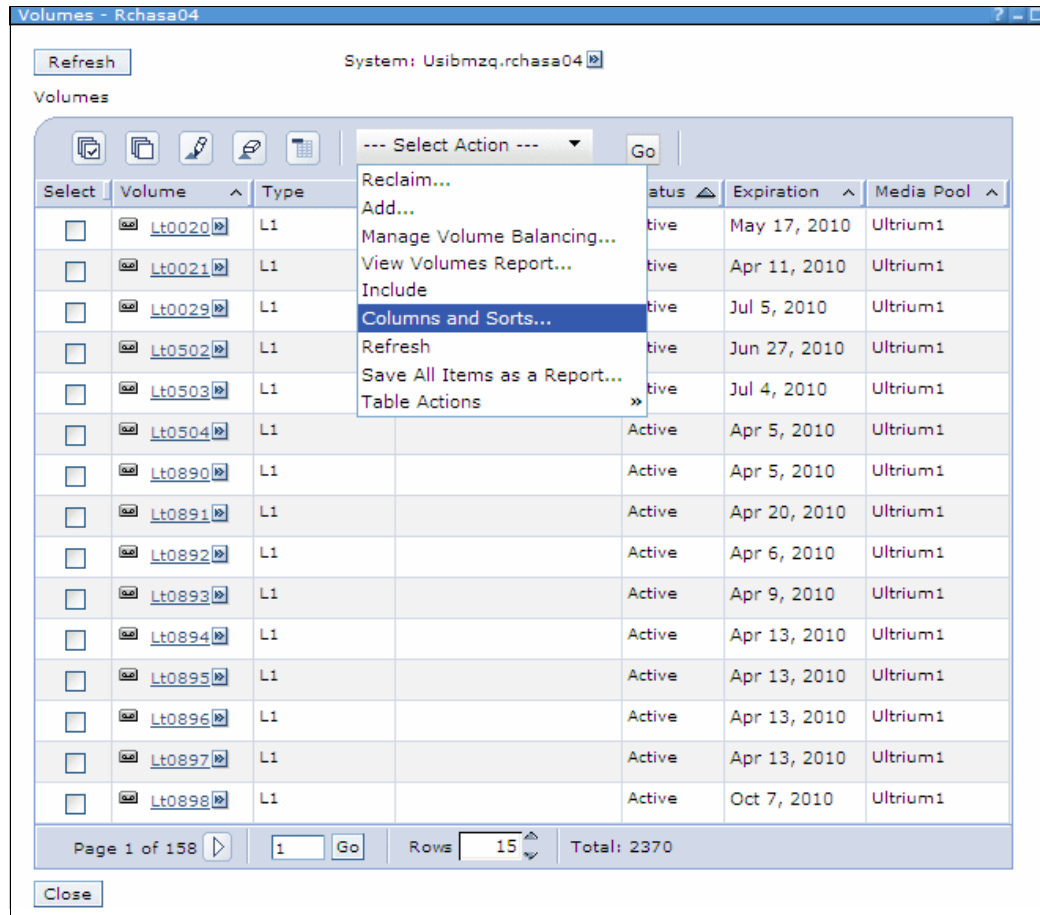 Volumes - Rchasa04
Refresh System: Usibmzq.rchasa04
Volumes
--- Select Action --- Go
Select Volume Type atus Expiration Media Pool
Reclaim...
Add...
Manage Volume Balancing...
View Volumes Report...
Include
Columns and Sorts...
Refresh
Save All Items as a Report...
Table Actions »
Lt0020 L1 tive May 17, 2010 Ultrium1
Lt0021 L1 tive Apr 11, 2010 Ultrium1
Lt0029 L1 tive Jul 5, 2010 Ultrium1
Lt0502 L1 tive Jun 27, 2010 Ultrium1
Lt0503 L1 tive Jul 4, 2010 Ultrium1
Lt0504 L1 Active Apr 5, 2010 Ultrium1
Lt0890 L1 Active Apr 5, 2010 Ultrium1
Lt0891 L1 Active Apr 20, 2010 Ultrium1
Lt0892 L1 Active Apr 6, 2010 Ultrium1
Lt0893 L1 Active Apr 9, 2010 Ultrium1
Lt0894 L1 Active Apr 13, 2010 Ultrium1
Lt0895 L1 Active Apr 13, 2010 Ultrium1
Lt0896 L1 Active Apr 13, 2010 Ultrium1
Lt0897 L1 Active Apr 13, 2010 Ultrium1
Lt0898 L1 Active Oct 7, 2010 Ultrium1
Page 1 of 158 1 Go Rows 15 Total: 2370
Close